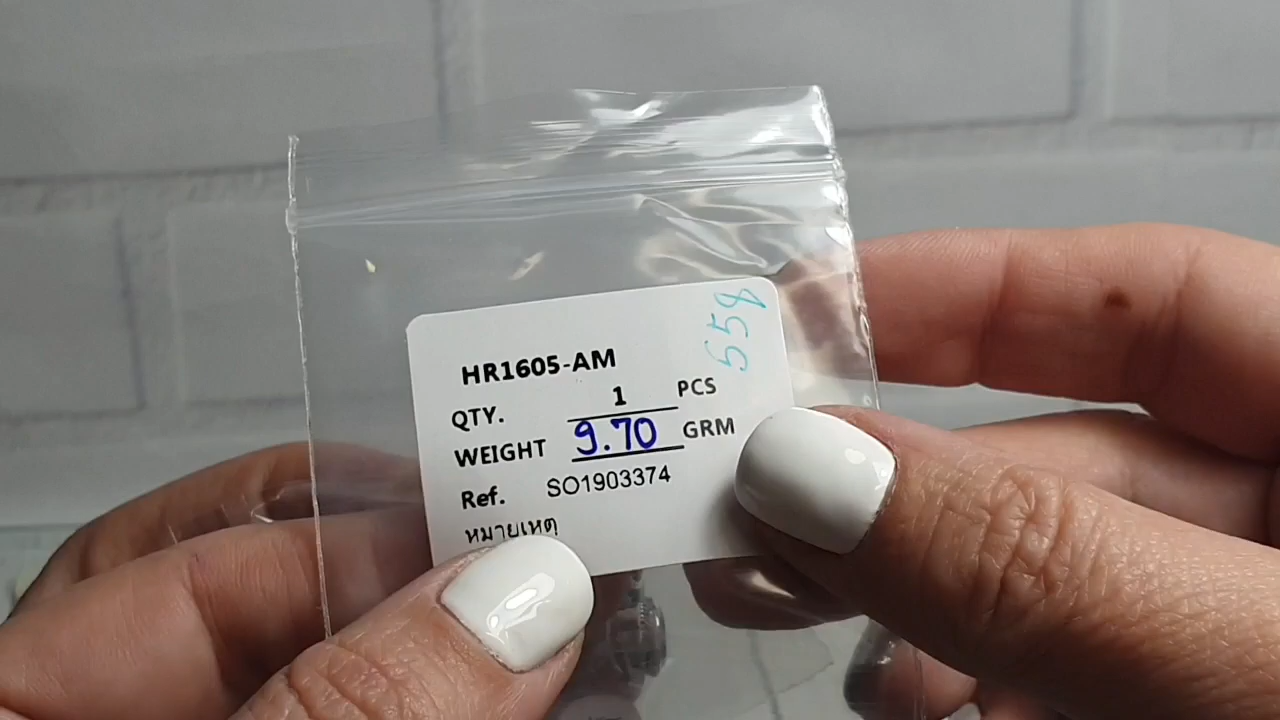 558
HR1605-AM
QTY. 1 PCS
WEIGHT 9.70 GRM
Ref. SO1903374
หมายเหตุ